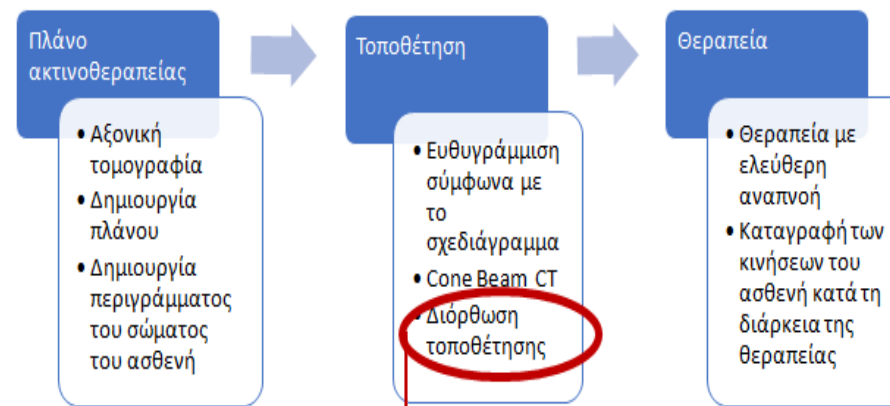 Πλάνο
ακτινοθεραπείας
• Αξονική
τομογραφία
• Δημιουργία
πλάνου
• Δημιουργία
περιγράμματος
του σώματος
του ασθενή
Τοποθέτηση
• Ευθυγράμμιση
σύμφωνα με
το
σχεδιάγραμμα
• Cone Beam CT
• Διόρθωση
τοποθέτησης
Θεραπεία
• Θεραπεία με
ελεύθερη
αναπνοή
• Καταγραφή των
κινήσεων του
ασθενή κατά τη
διάρκεια της
θεραπείας